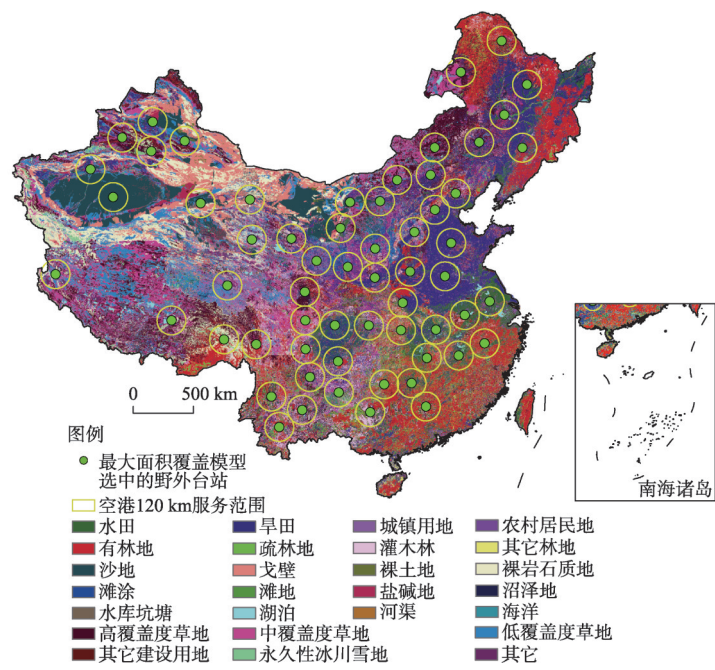 0 500 km
图例
最大面积覆盖模型
选中的野外台站
空港120 km服务范围
水田 旱田 城镇用地 农村居民地
有林地 疏林地 灌木林 其它林地
沙地 戈壁 裸土地 裸岩石质地
滩涂 滩地 盐碱地 沼泽地
水库坑塘 湖泊 河渠 海洋
高覆盖度草地 中覆盖度草地 低覆盖度草地
其它建设用地 永久性冰川雪地 其它
南海诸岛